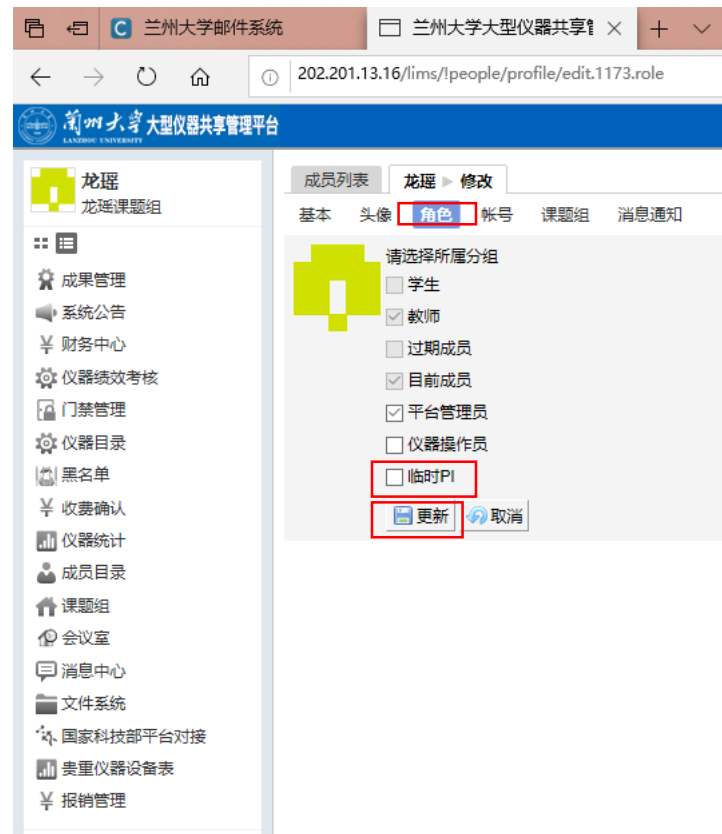 兰州大学邮件系统
兰州大学大型仪器共享管
202.201.13.16/lims/!people/profile/edit.1173.role
蘭州大学 大型仪器共享管理平台
LANZHOU UNIVERSITY
龙瑶
龙瑶课题组
成果管理
系统公告
财务中心
仪器绩效考核
门禁管理
仪器目录
黑名单
收费确认
仪器统计
成员目录
课题组
会议室
消息中心
文件系统
国家科技部平台对接
贵重仪器设备表
报销管理
成员列表 龙瑶 ▶ 修改
基本 头像 角色 帐号 课题组 消息通知
请选择所属分组
学生
教师
过期成员
目前成员
平台管理员
仪器操作员
临时PI
更新 取消